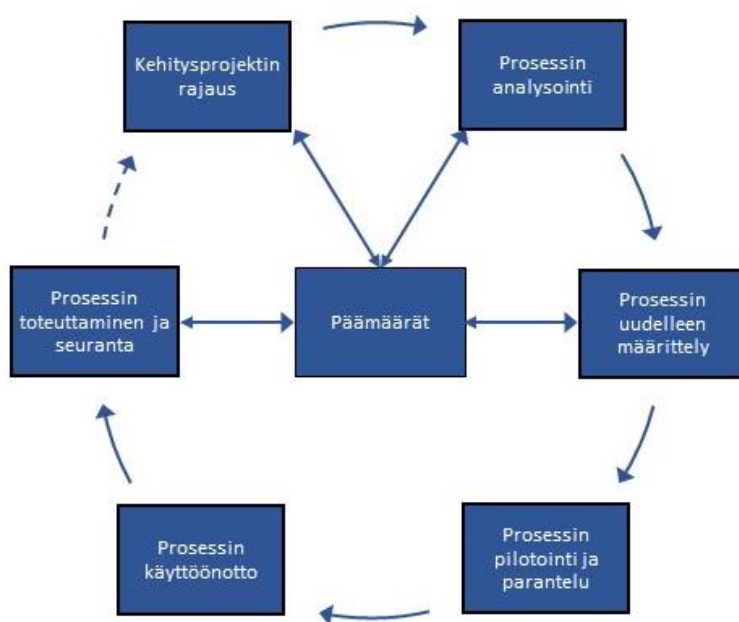 Kehitysprojektin
rajaus
Prosessin
analysointi
Prosessin
toteuttaminen ja
seuranta
Päämäärät
Prosessin
uudelleen
määrittely
Prosessin
käyttöönotto
Prosessin
pilotointi ja
parantelu